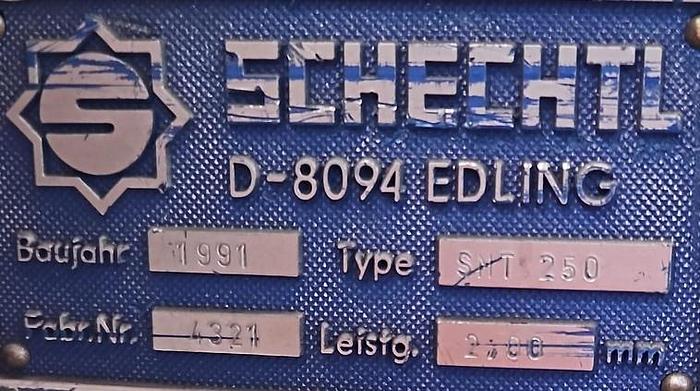 SCHECHTL
D-8094 EDLING
Baujahr 1991 Type SMT 250
Fabr.Nr. 4321 Leistg. mm